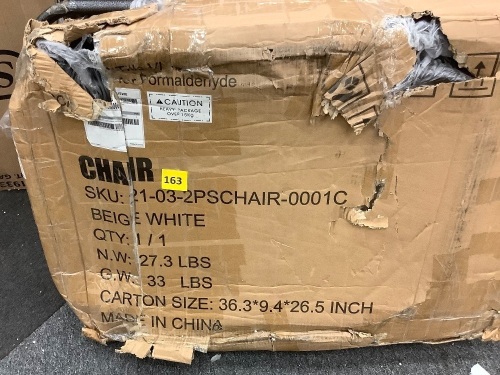 Formaldehyde
CAUTION
HEAVY PACKAGE
OVER 15Kg
CHAIR
163
SKU: 21-03-2PSCHAIR-0001C
BEIGE WHITE
QTY: 1 / 1
N.W: 27.3 LBS
G.W: 33 LBS
CARTON SIZE: 36.3*9.4*26.5 INCH
MADE IN CHINA